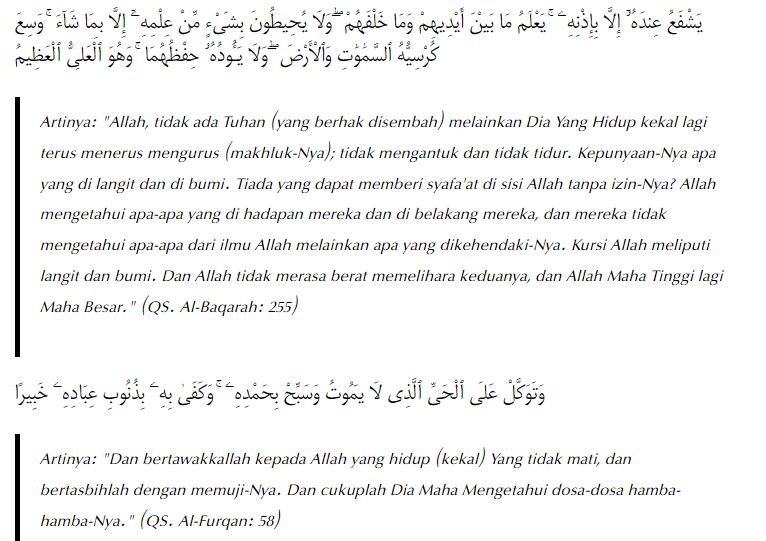 يَشْفَعُ عِندَهُۥٓ إِلَّا بِإِذْنِهِۦ ۚ يَعْلَمُ مَا بَيْنَ أَيْدِيهِمْ وَمَا خَلْفَهُمْ ۖ وَلَا يُحِيطُونَ بِشَىْءٍ مِّنْ عِلْمِهِۦٓ إِلَّا بِمَا شَآءَ ۚ وَسِعَ
كُرْسِيُّهُ ٱلسَّمَٰوَٰتِ وَٱلْأَرْضَ ۖ وَلَا يَـُٔودُهُۥ حِفْظُهُمَا ۚ وَهُوَ ٱلْعَلِىُّ ٱلْعَظِيمُ
Artinya: "Allah, tidak ada Tuhan (yang berhak disembah) melainkan Dia Yang Hidup kekal lagi
terus menerus mengurus (makhluk-Nya); tidak mengantuk dan tidak tidur. Kepunyaan-Nya apa
yang di langit dan di bumi. Tiada yang dapat memberi syafa'at di sisi Allah tanpa izin-Nya? Allah
mengetahui apa-apa yang di hadapan mereka dan di belakang mereka, dan mereka tidak
mengetahui apa-apa dari ilmu Allah melainkan apa yang dikehendaki-Nya. Kursi Allah meliputi
langit dan bumi. Dan Allah tidak merasa berat memelihara keduanya, dan Allah Maha Tinggi lagi
Maha Besar." (QS. Al-Baqarah: 255)
وَتَوَكَّلْ عَلَى ٱلْحَىِّ ٱلَّذِى لَا يَمُوتُ وَسَبِّحْ بِحَمْدِهِۦ ۚ وَكَفَىٰ بِهِۦ بِذُنُوبِ عِبَادِهِۦ خَبِيرًا
Artinya: "Dan bertawakkallah kepada Allah yang hidup (kekal) Yang tidak mati, dan
bertasbihlah dengan memuji-Nya. Dan cukuplah Dia Maha Mengetahui dosa-dosa hamba-
hamba-Nya." (QS. Al-Furqan: 58)